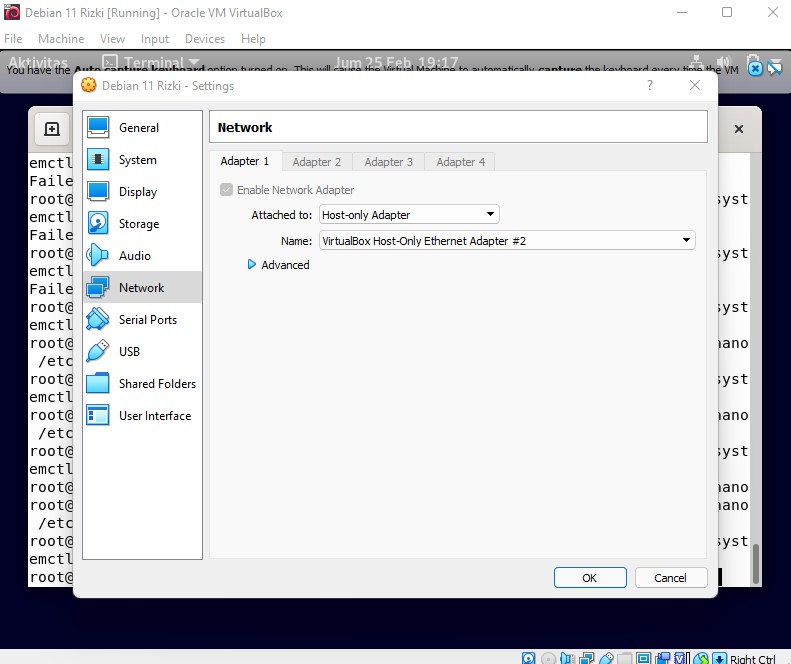 Debian 11 Rizki [Running] - Oracle VM VirtualBox
File Machine View Input Devices Help
Aktivitas Terminal Jum 25 Feb 19:17
You have the Auto capture keyboard option turned on. This will cause the Virtual Machine to automatically capture the keyboard every time the VM
Debian 11 Rizki - Settings ?
General
System
Display
Storage
Audio
Network
Serial Ports
USB
Shared Folders
User Interface
Network
Adapter 1 Adapter 2 Adapter 3 Adapter 4
Enable Network Adapter
Attached to: Host-only Adapter
Name: VirtualBox Host-Only Ethernet Adapter #2
Advanced
OK Cancel
emctl
Faile
root@ syst
emctl
Faile
root@ syst
emctl
Faile
root@ syst
emctl
root@ nano
/etc
root@ syst
emctl
root@ nano
/etc
root@ syst
emctl
root@ nano
root@ nano
/etc
root@ syst
emctl
root@
Right Ctrl